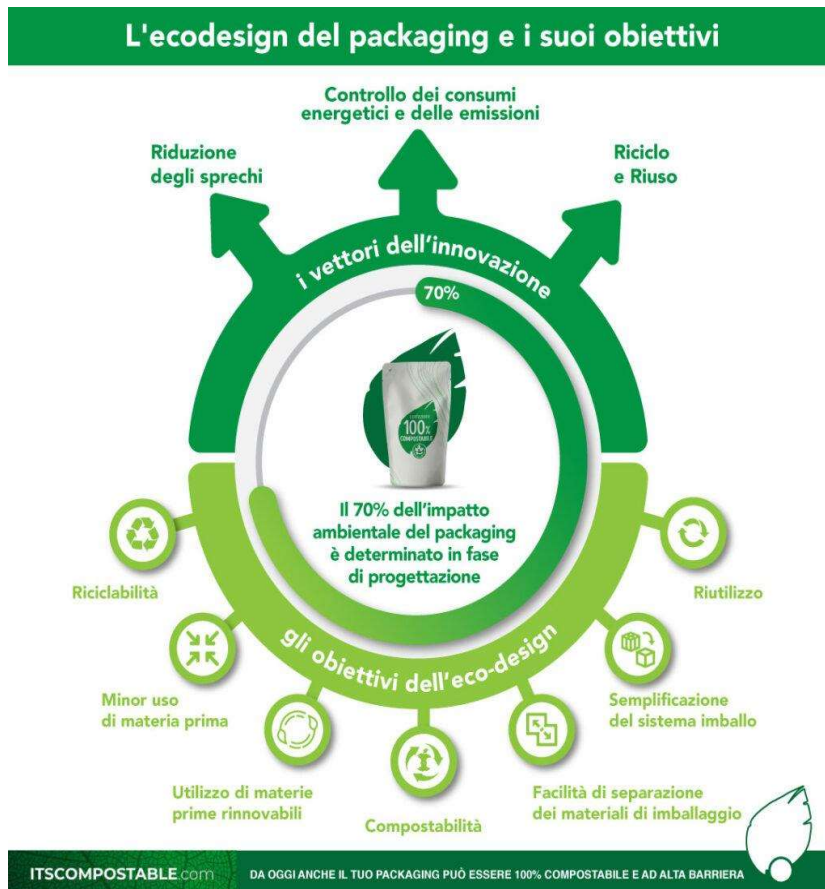 L'ecodesign del packaging e i suoi obiettivi
Controllo dei consumi
energetici e delle emissioni
Riduzione
degli sprechi
Riciclo
e Riuso
i vettori dell'innovazione
70%
100%
COMPOSTABILE
Il 70% dell'impatto
ambientale del packaging
è determinato in fase
di progettazione
gli obiettivi dell'eco-design
Riciclabilità
Riutilizzo
Minor uso
di materia prima
Semplificazione
del sistema imballo
Utilizzo di materie
prime rinnovabili
Compostabilità
Facilità di separazione
dei materiali di imballaggio
ITSCOMPOSTABLE.com
DA OGGI ANCHE IL TUO PACKAGING PUÒ ESSERE 100% COMPOSTABILE E AD ALTA BARRIERA